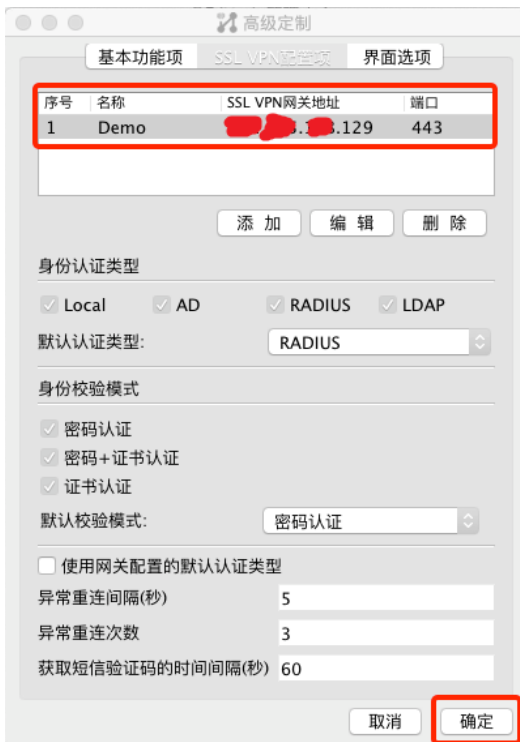 高级定制
基本功能项 SSL VPN配置项 界面选项
序号 名称 SSL VPN网关地址 端口
1 Demo .129 443
添 加 编 辑 删 除
身份认证类型
Local AD RADIUS LDAP
默认认证类型: RADIUS
身份校验模式
密码认证
密码+证书认证
证书认证
默认校验模式: 密码认证
使用网关配置的默认认证类型
异常重连间隔(秒) 5
异常重连次数 3
获取短信验证码的时间间隔(秒) 60
取消 确定